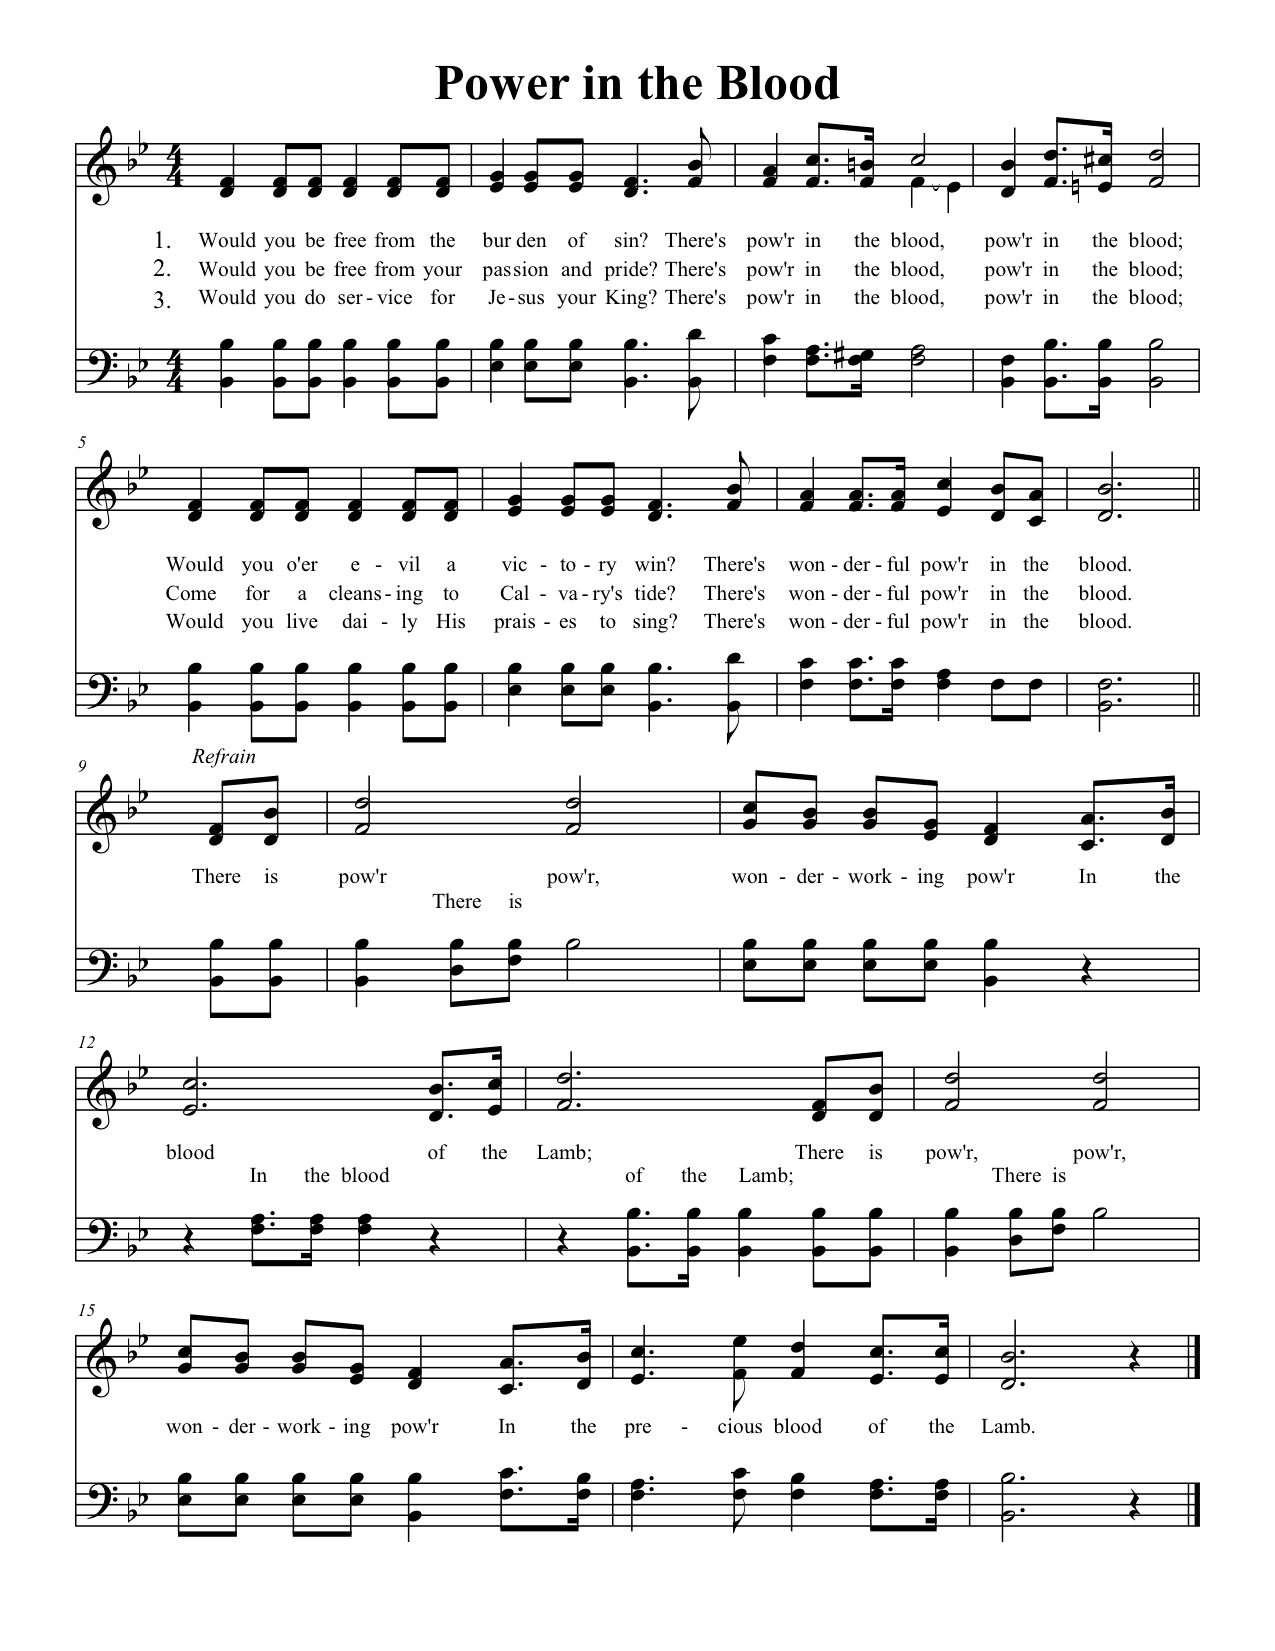 Power in the Blood
1. Would you be free from the bur den of sin? There's pow'r in the blood, pow'r in the blood;
2. Would you be free from your passion and pride? There's pow'r in the blood, pow'r in the blood;
3. Would you do ser - vice for Je - sus your King? There's pow'r in the blood, pow'r in the blood;
5
Would you o'er e - vil a vic - to - ry win? There's won - der - ful pow'r in the blood.
Come for a cleans - ing to Cal - va - ry's tide? There's won - der - ful pow'r in the blood.
Would you live dai - ly His prais - es to sing? There's won - der - ful pow'r in the blood.
Refrain
9
There is pow'r pow'r, won - der - work - ing pow'r In the
There is
12
blood of the Lamb; There is pow'r, pow'r,
In the blood of the Lamb; There is
15
won - der - work - ing pow'r In the pre - cious blood of the Lamb.